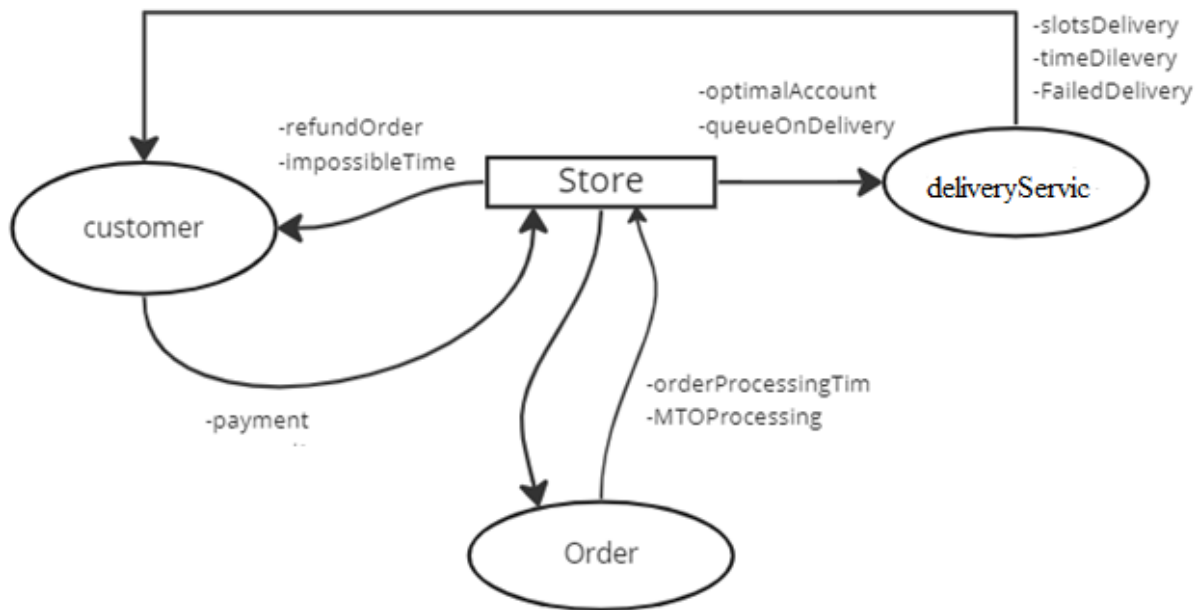 -slotsDelivery
-timeDilevery
-FailedDelivery
-optimalAccount
-queueOnDelivery
-refundOrder
-impossibleTime
Store
deliveryServic
customer
-orderProcessingTim
-MTOProcessing
-payment
Order